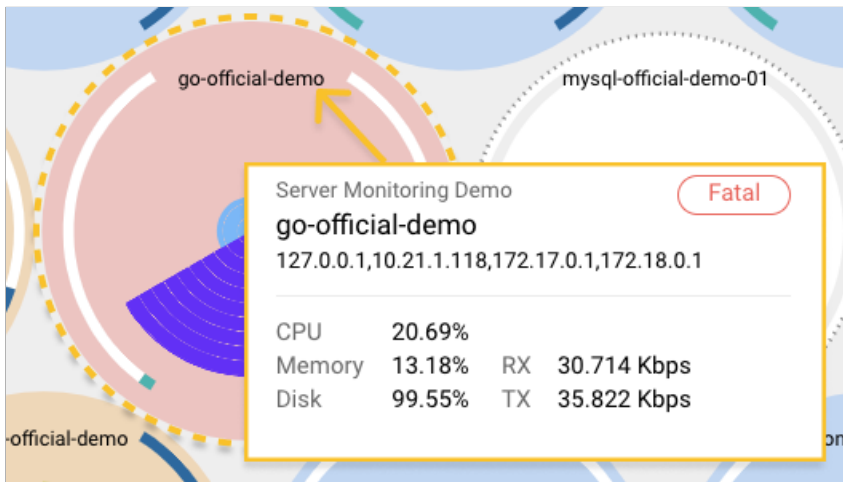 go-official-demo
mysql-official-demo-01
Server Monitoring Demo
Fatal
go-official-demo
127.0.0.1,10.21.1.118,172.17.0.1,172.18.0.1
CPU 20.69%
Memory 13.18% RX 30.714 Kbps
Disk 99.55% TX 35.822 Kbps
-official-demo